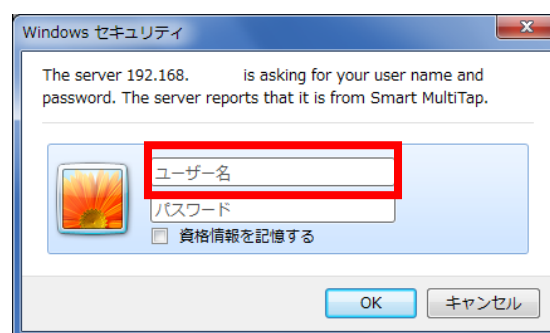 Windows セキュリティ
The server 192.168. is asking for your user name and
password. The server reports that it is from Smart MultiTap.
ユーザー名
パスワード
資格情報を記憶する
OK キャンセル